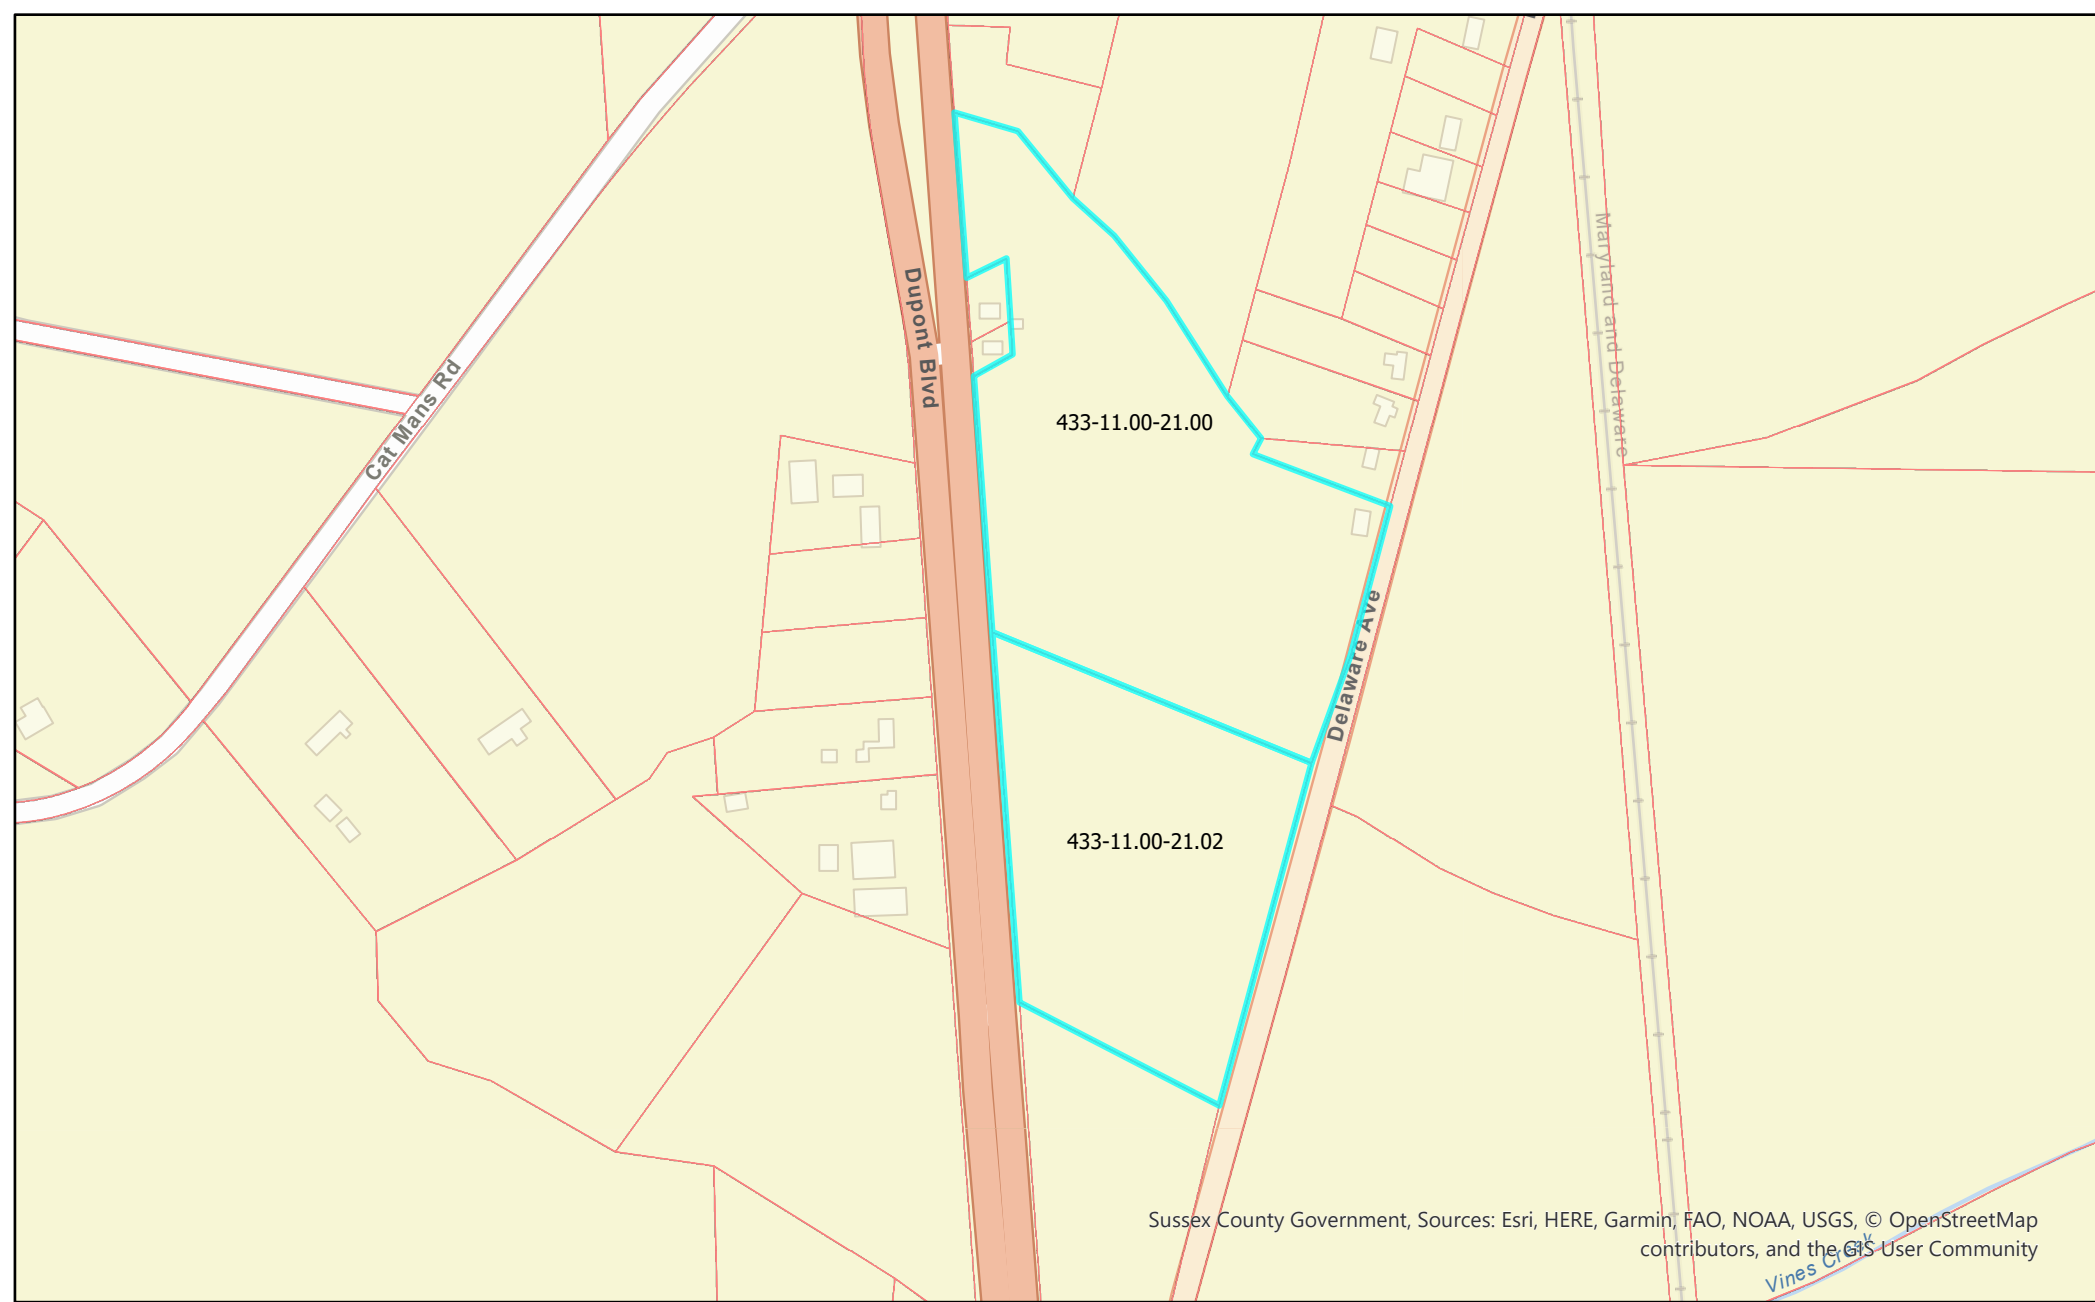 Maryland and Delaware
Dupont Blvd
Cat Mans Rd
433-11.00-21.00
Delaware Ave
433-11.00-21.02
Sussex County Government, Sources: Esri, HERE, Garmin, FAO, NOAA, USGS, © OpenStreetMap
contributors, and the GIS User Community
Vines Creek